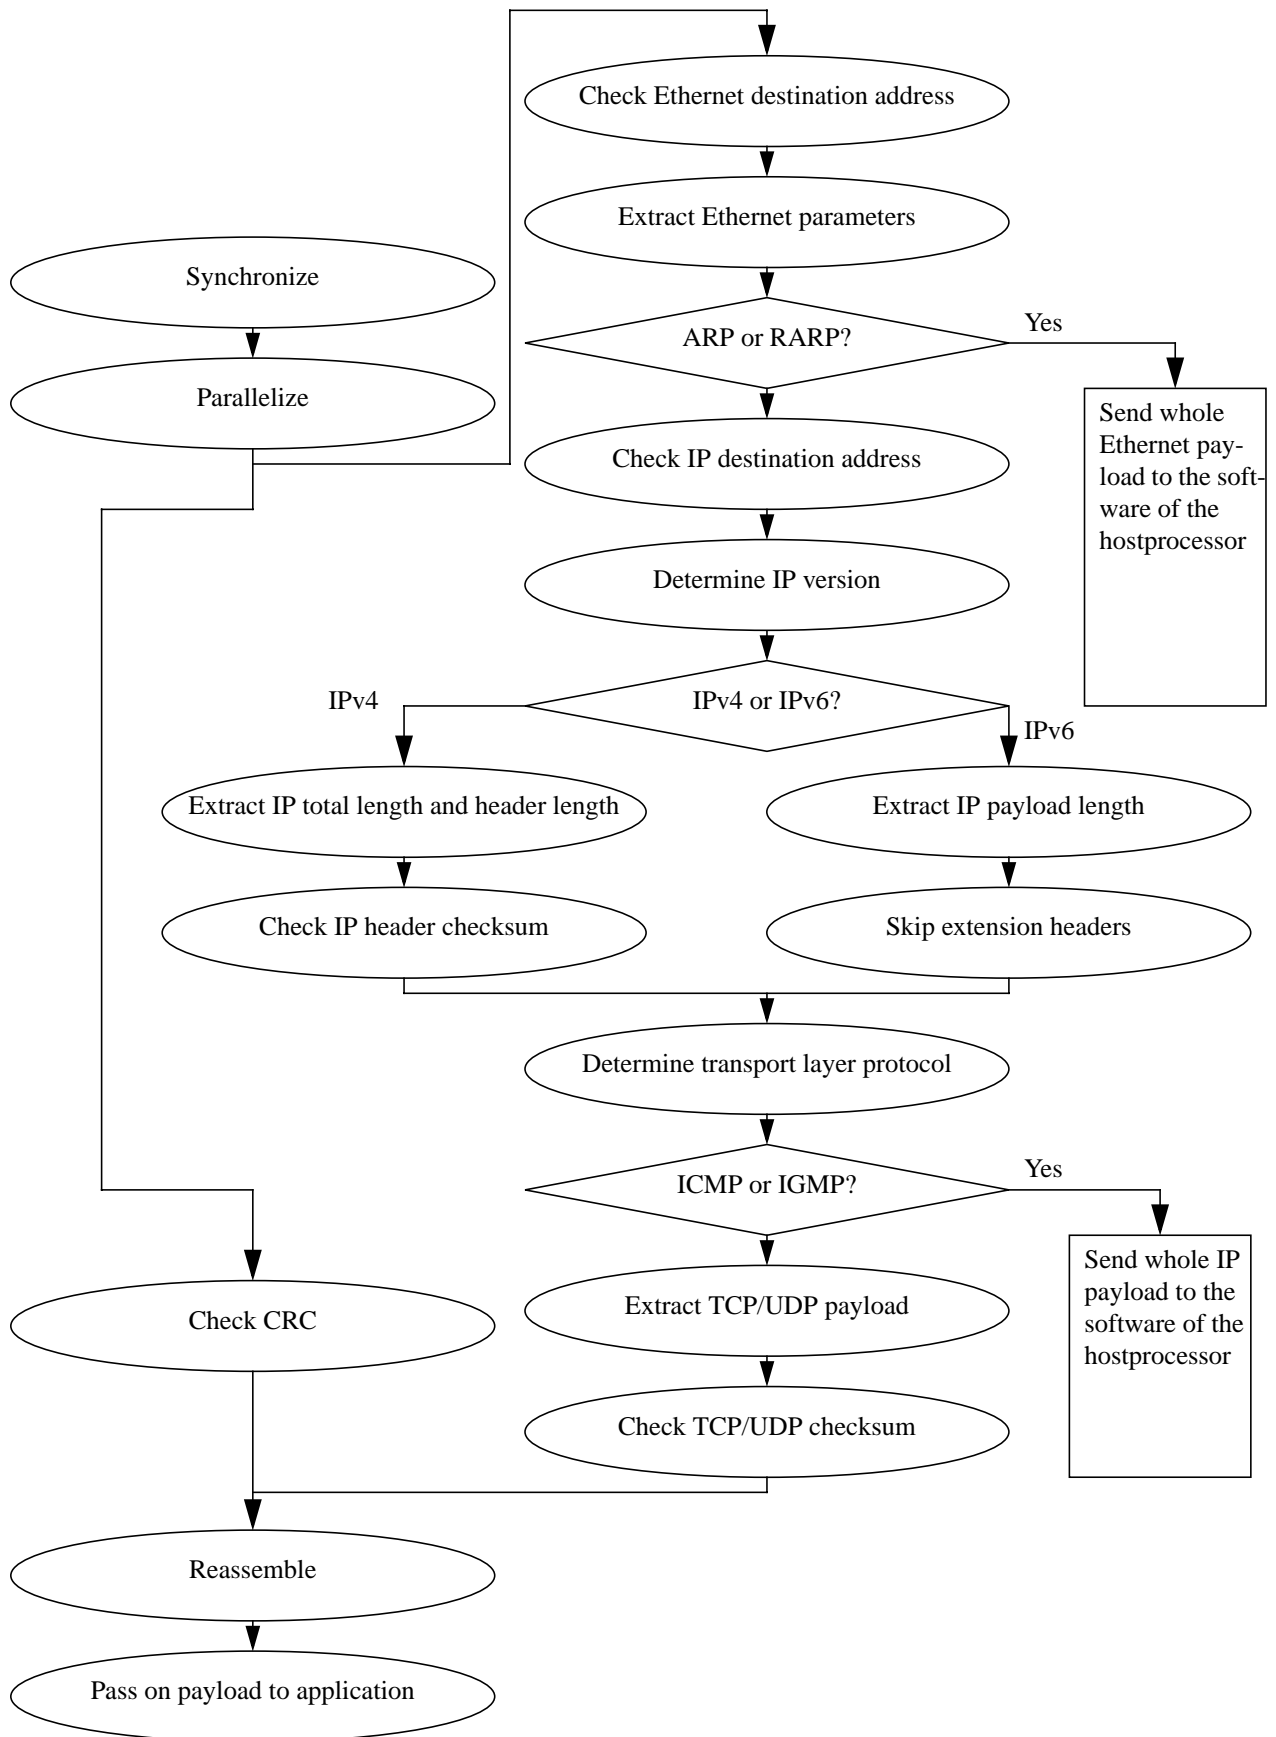 Check Ethernet destination address
Extract Ethernet parameters
Synchronize
ARP or RARP?
Yes
Parallelize
Send whole
Ethernet pay-
load to the soft-
ware of the
hostprocessor
Check IP destination address
Determine IP version
IPv4
IPv4 or IPv6?
IPv6
Extract IP total length and header length
Extract IP payload length
Check IP header checksum
Skip extension headers
Determine transport layer protocol
ICMP or IGMP?
Yes
Send whole IP
payload to the
software of the
hostprocessor
Extract TCP/UDP payload
Check CRC
Check TCP/UDP checksum
Reassemble
Pass on payload to application